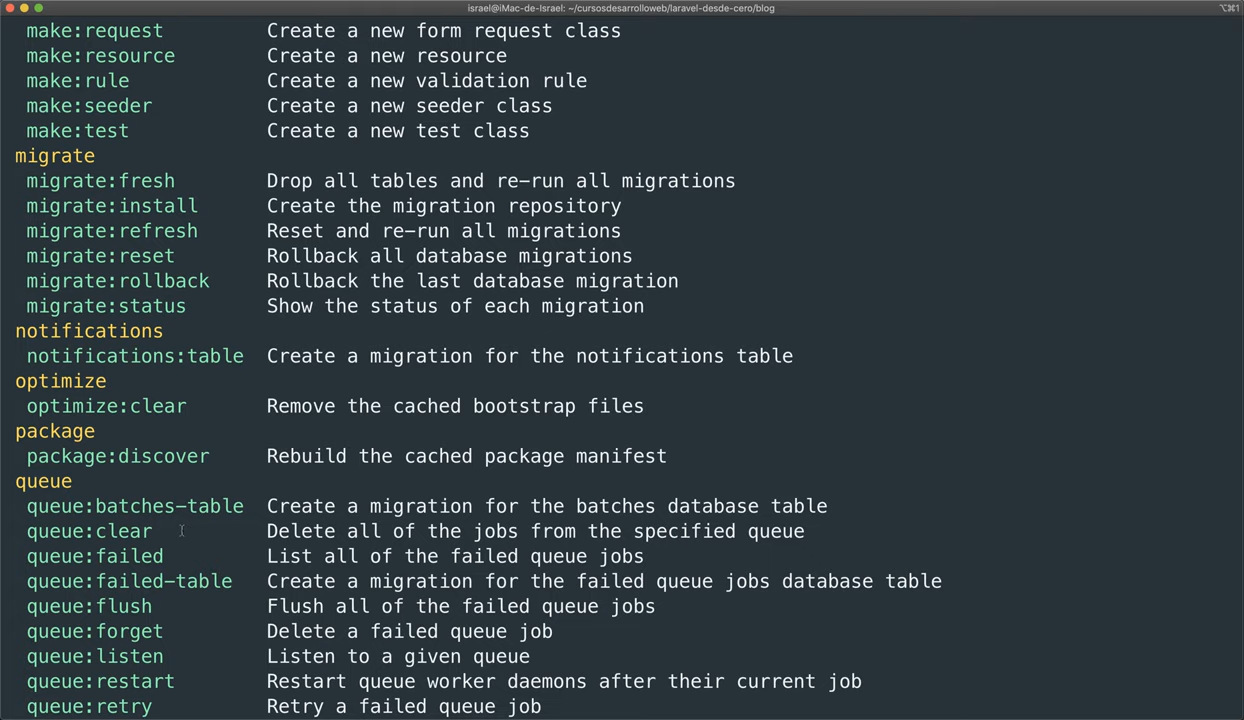 israel@iMac-de-Israel: ~/cursosdesarrolloweb/laravel-desde-cero/blog ⌥⌘1
make:request Create a new form request class
make:resource Create a new resource
make:rule Create a new validation rule
make:seeder Create a new seeder class
make:test Create a new test class
migrate
migrate:fresh Drop all tables and re-run all migrations
migrate:install Create the migration repository
migrate:refresh Reset and re-run all migrations
migrate:reset Rollback all database migrations
migrate:rollback Rollback the last database migration
migrate:status Show the status of each migration
notifications
notifications:table Create a migration for the notifications table
optimize
optimize:clear Remove the cached bootstrap files
package
package:discover Rebuild the cached package manifest
queue
queue:batches-table Create a migration for the batches database table
queue:clear Delete all of the jobs from the specified queue
queue:failed List all of the failed queue jobs
queue:failed-table Create a migration for the failed queue jobs database table
queue:flush Flush all of the failed queue jobs
queue:forget Delete a failed queue job
queue:listen Listen to a given queue
queue:restart Restart queue worker daemons after their current job
queue:retry Retry a failed queue job